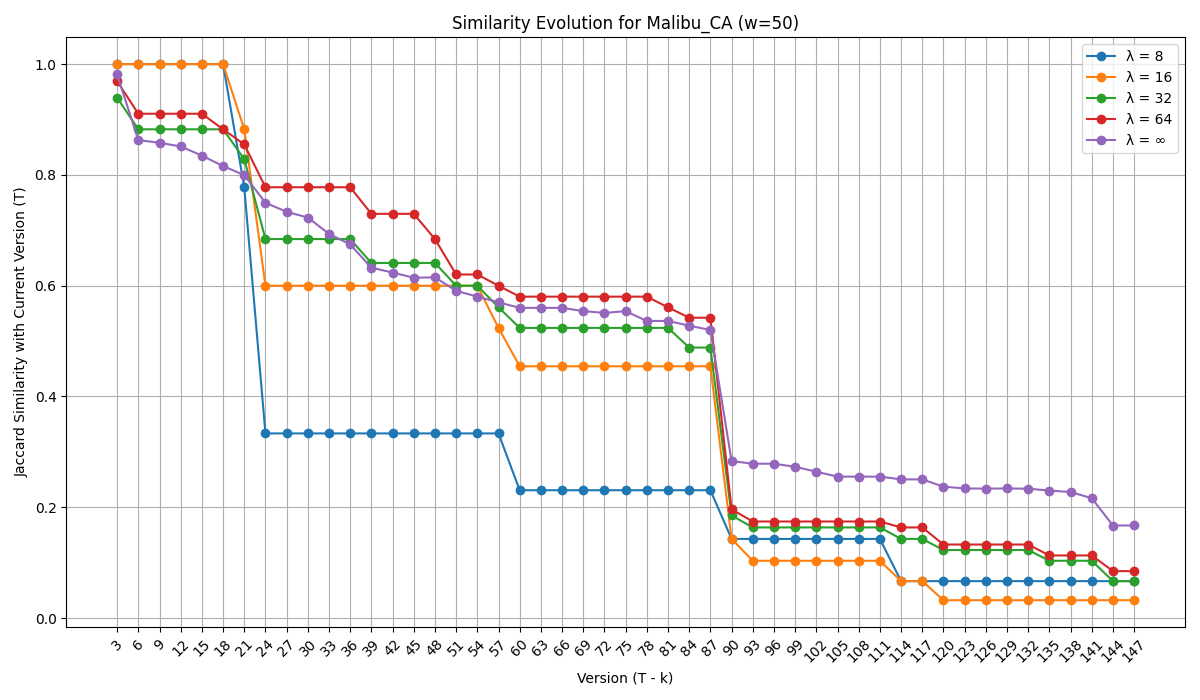 Similarity Evolution for Malibu_CA (w=50)
Jaccard Similarity with Current Version (T)
1.0
0.8
0.6
0.4
0.2
0.0
λ = 8
λ = 16
λ = 32
λ = 64
λ = ∞
3 6 9 12 15 18 21 24 27 30 33 36 39 42 45 48 51 54 57 60 63 66 69 72 75 78 81 84 87 90 93 96 99 102 105 108 111 114 117 120 123 126 129 132 135 138 141 144 147
Version (T - k)